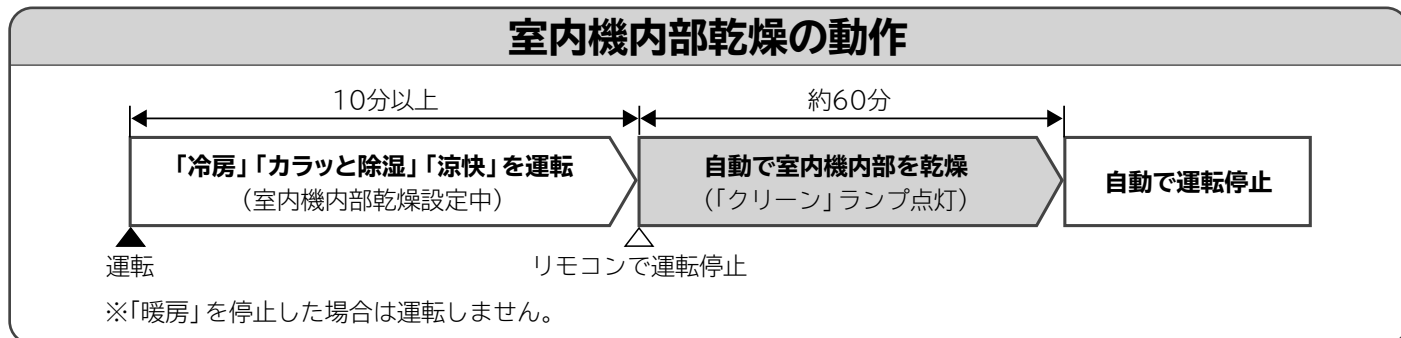 室内機内部乾燥の動作
10分以上
約60分
「冷房」「カラッと除湿」「涼快」を運転
（室内機内部乾燥設定中）
自動で室内機内部を乾燥
（「クリーン」ランプ点灯）
自動で運転停止
運転
リモコンで運転停止
※「暖房」を停止した場合は運転しません。